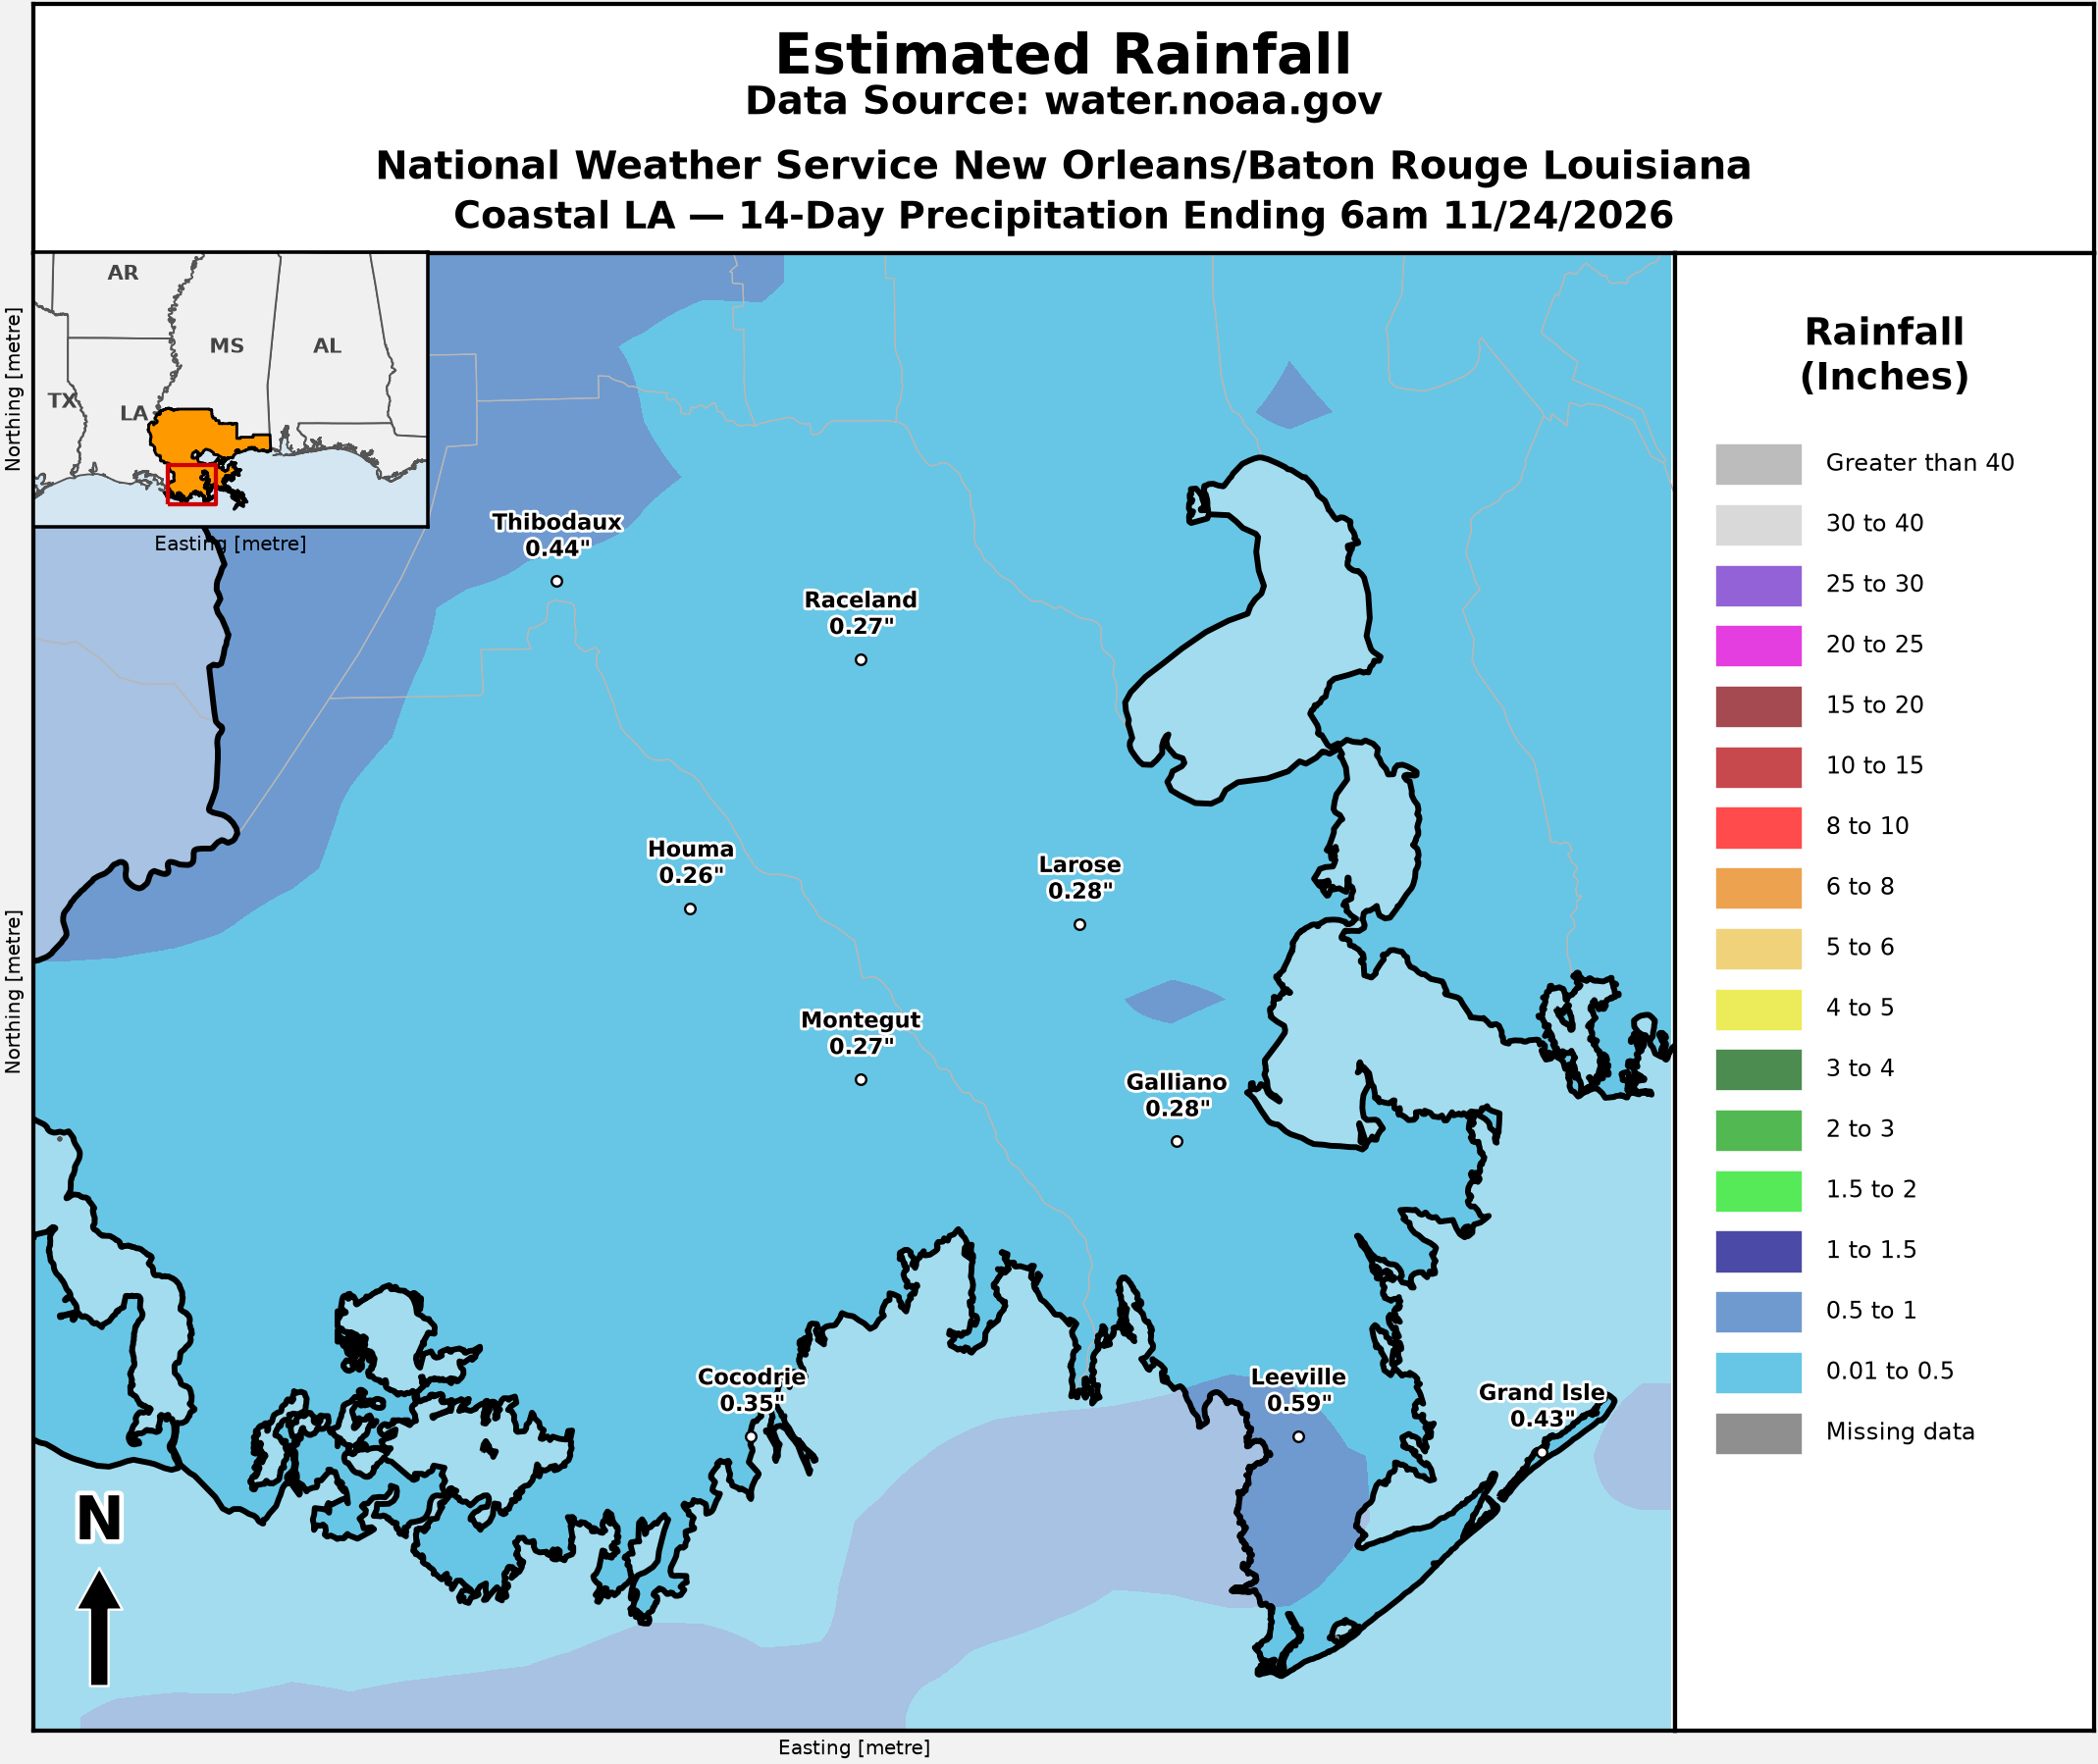 Estimated Rainfall
Data Source: water.noaa.gov
National Weather Service New Orleans/Baton Rouge Louisiana
Coastal LA — 14-Day Precipitation Ending 6am 11/24/2026
AR
MS
AL
TX
LA
Northing [metre]
Easting [metre]
Thibodaux
0.44"
Raceland
0.27"
Houma
0.26"
Larose
0.28"
Montegut
0.27"
Galliano
0.28"
Cocodrie
0.35"
Leeville
0.59"
Grand Isle
0.43"
N
Northing [metre]
Easting [metre]
Rainfall
(Inches)
Greater than 40
30 to 40
25 to 30
20 to 25
15 to 20
10 to 15
8 to 10
6 to 8
5 to 6
4 to 5
3 to 4
2 to 3
1.5 to 2
1 to 1.5
0.5 to 1
0.01 to 0.5
Missing data